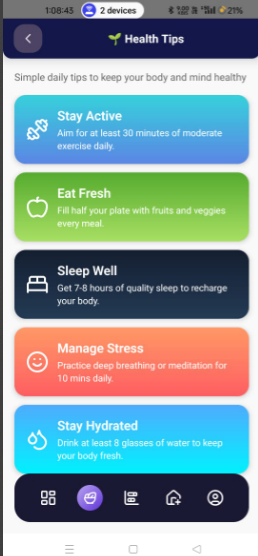 1:08:43 2 devices 21%
🌱 Health Tips
Simple daily tips to keep your body and mind healthy
Stay Active
Aim for at least 30 minutes of moderate
exercise daily.
Eat Fresh
Fill half your plate with fruits and veggies
every meal.
Sleep Well
Get 7-8 hours of quality sleep to recharge
your body.
Manage Stress
Practice deep breathing or meditation for
10 mins daily.
Stay Hydrated
Drink at least 8 glasses of water to keep
your body fresh.